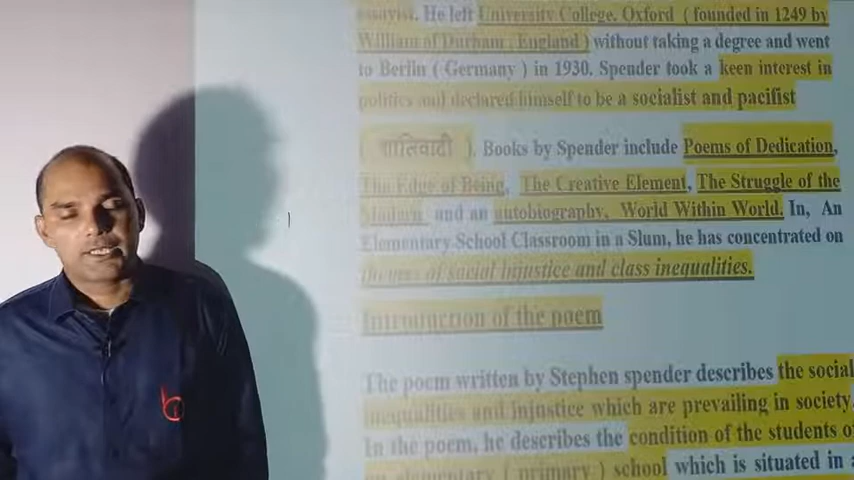 essayist. He left University College, Oxford (founded in 1249 by
William of Durham, England) without taking a degree and went
to Berlin (Germany) in 1930. Spender took a keen interest in
politics and declared himself to be a socialist and pacifist
(शांतिवादी). Books by Spender include Poems of Dedication,
The Edge of Being, The Creative Element, The Struggle of the
Modern and an autobiography, World Within World. In, An
Elementary School Classroom in a Slum, he has concentrated on
themes of social injustice and class inequalities.
Introduction of the poem
The poem written by Stephen spender describes the social
inequalities and injustice which are prevailing in society.
In the poem, he describes the condition of the students of
an elementary (primary) school which is situated in a